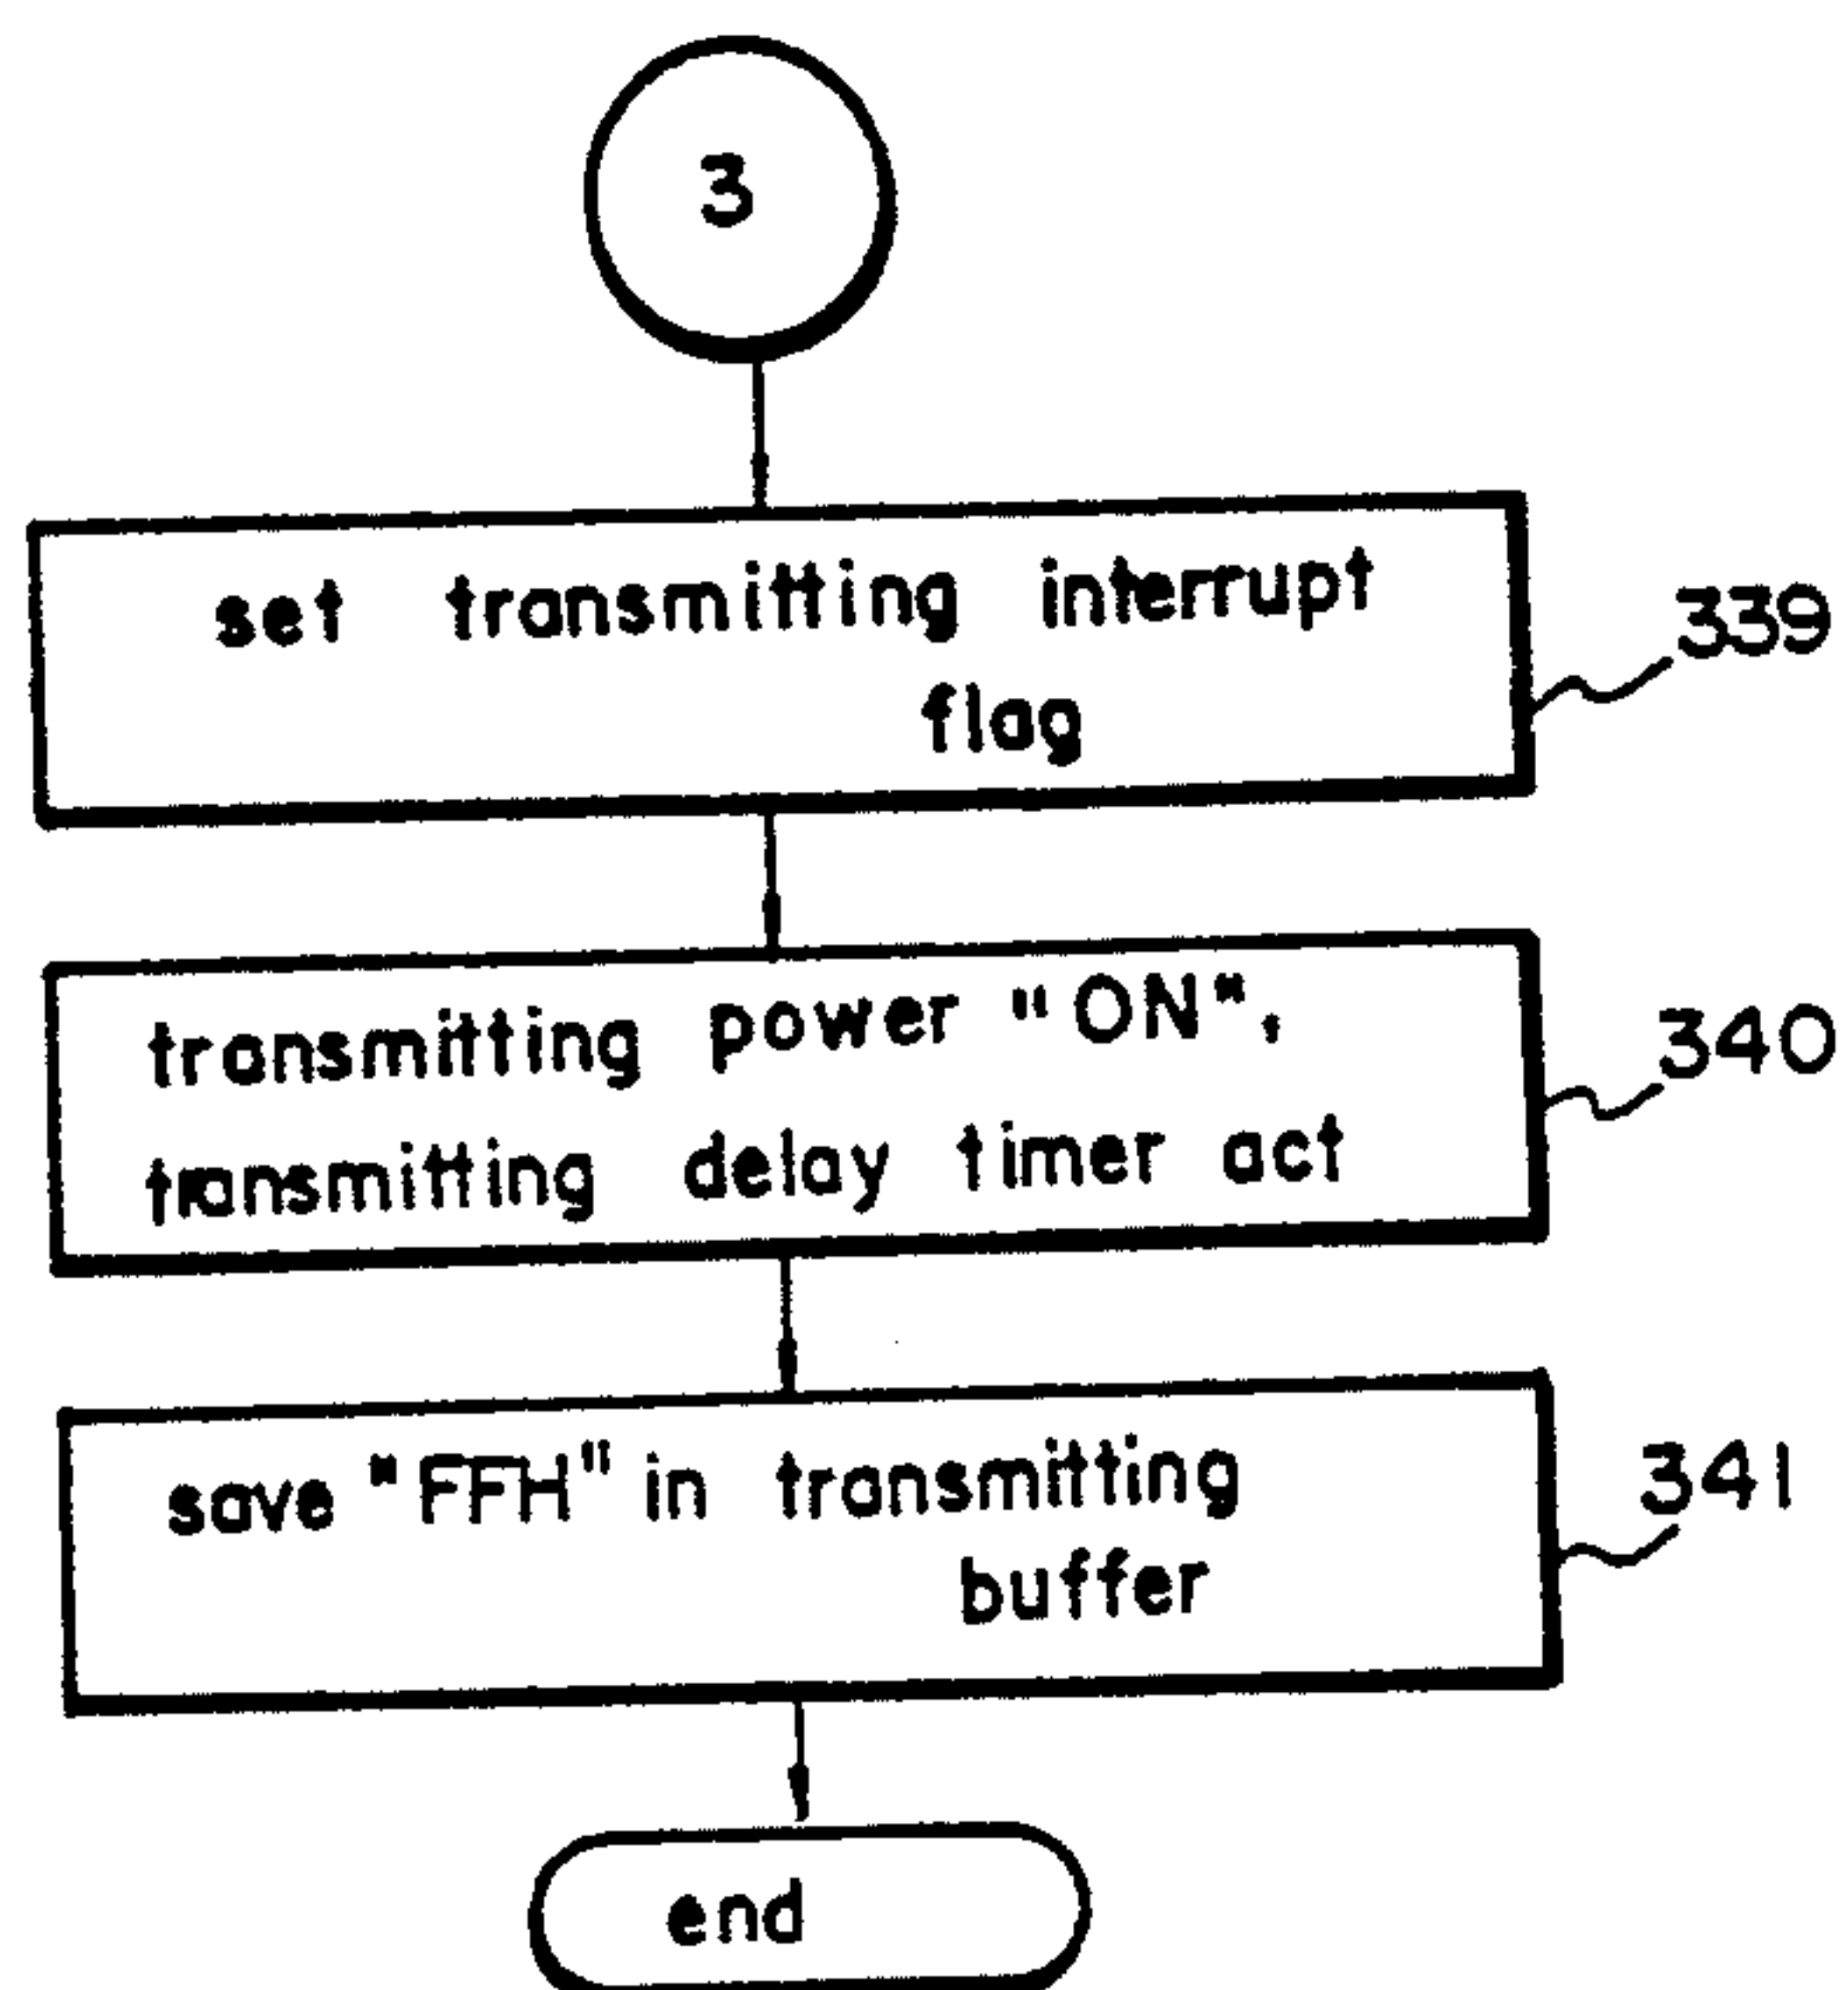 3
set transmitting interrupt
flag
339
transmitting power "ON",
transmitting delay timer act
340
save "FFH" in transmitting
buffer
341
end